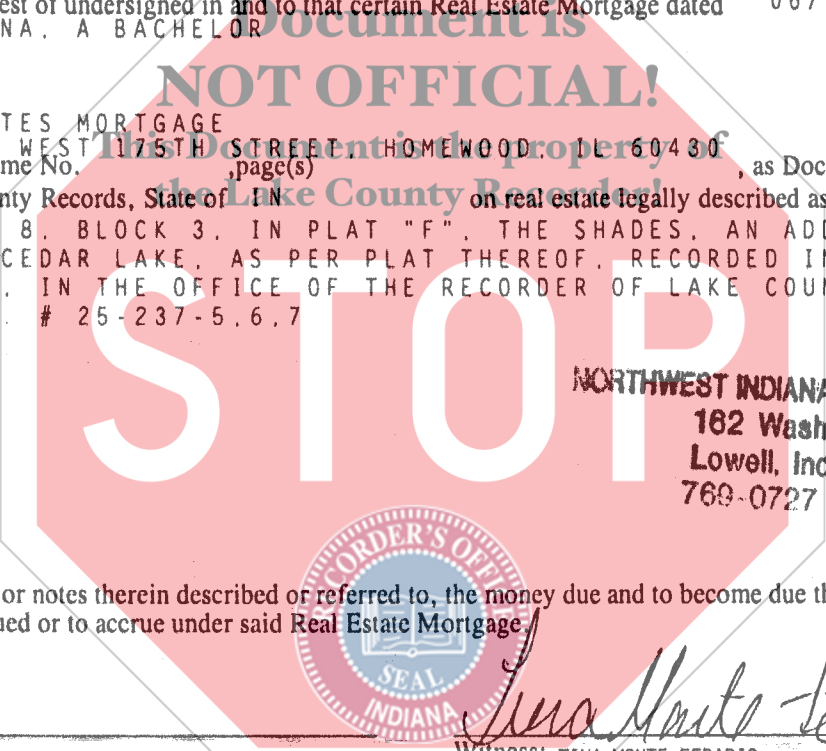 est of undersigned in and to that certain Real Estate Mortgage dated 067
NA, A BACHELOR
Document is
NOT OFFICIAL!
This Document is the property of
the Lake County Recorder!
TES MORTGAGE
WEST 175TH STREET, HOMEWOOD, IL 60430
me No. ,page(s) , as Doc
nty Records, State of IN on real estate legally described as
8, BLOCK 3, IN PLAT "F", THE SHADES, AN ADD
CEDAR LAKE, AS PER PLAT THEREOF, RECORDED IN
, IN THE OFFICE OF THE RECORDER OF LAKE COUN
# 25-237-5,6,7
STOP
NORTHWEST INDIANA
162 Wash
Lowell, Ind
769-0727
RECORDER'S OFFICE
SEAL
INDIANA
or notes therein described or referred to, the money due and to become due th
ued or to accrue under said Real Estate Mortgage.
Tina Monte
Witness: TINA MONTE